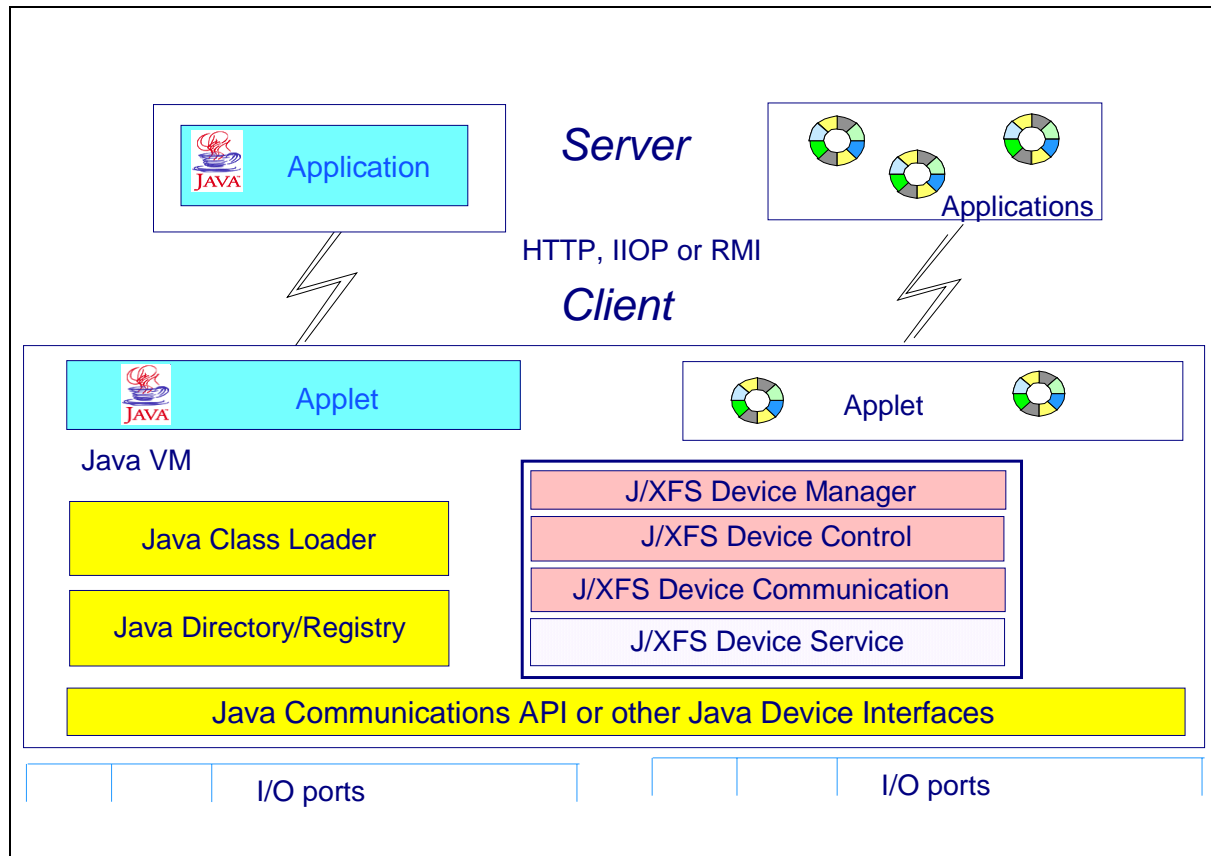 Server
JAVA
Application
Applications
HTTP, IIOP or RMI
Client
JAVA
Applet
Applet
Java VM
J/XFS Device Manager
Java Class Loader
J/XFS Device Control
J/XFS Device Communication
Java Directory/Registry
J/XFS Device Service
Java Communications API or other Java Device Interfaces
I/O ports
I/O ports